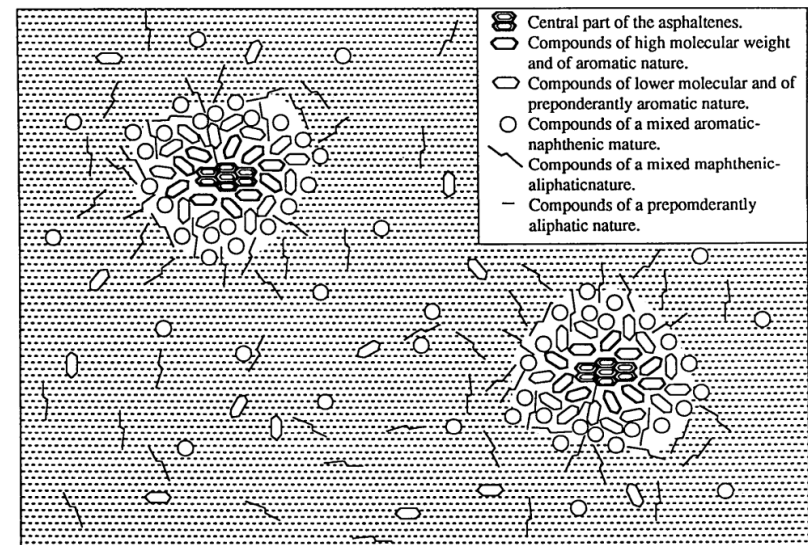 Central part of the asphaltenes.
Compounds of high molecular weight
and of aromatic nature.
Compounds of lower molecular and of
preponderantly aromatic nature.
Compounds of a mixed aromatic-
naphthenic mature.
Compounds of a mixed maphthenic-
aliphaticnature.
Compounds of a prepomderantly
aliphatic nature.